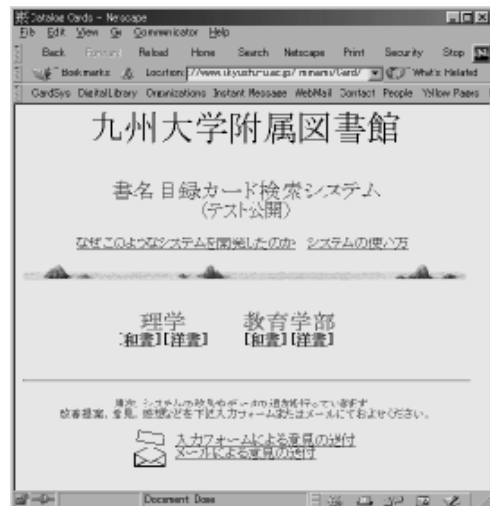 Catalog Cards - Netscape
File Edit View Go Communicator Help
Back Forward Reload Home Search Netscape Print Security Stop
Bookmarks Location: What's Related
CardSys DigitalLibrary Organizations Instant Message WebMail Contact People Yellow Pages
九州大学附属図書館
書名目録カード検索システム
(テスト公開)
なぜこのようなシステムを開発したのか システムの使い方
理学 教育学部
[和書][洋書] [和書][洋書]
順次、システムの改良やデータの追加を行っています。
改善提案、意見、感想などを下記入力フォームまたはメールにておよせください。
入力フォームによる意見の送付
メールによる意見の送付
Document: Done